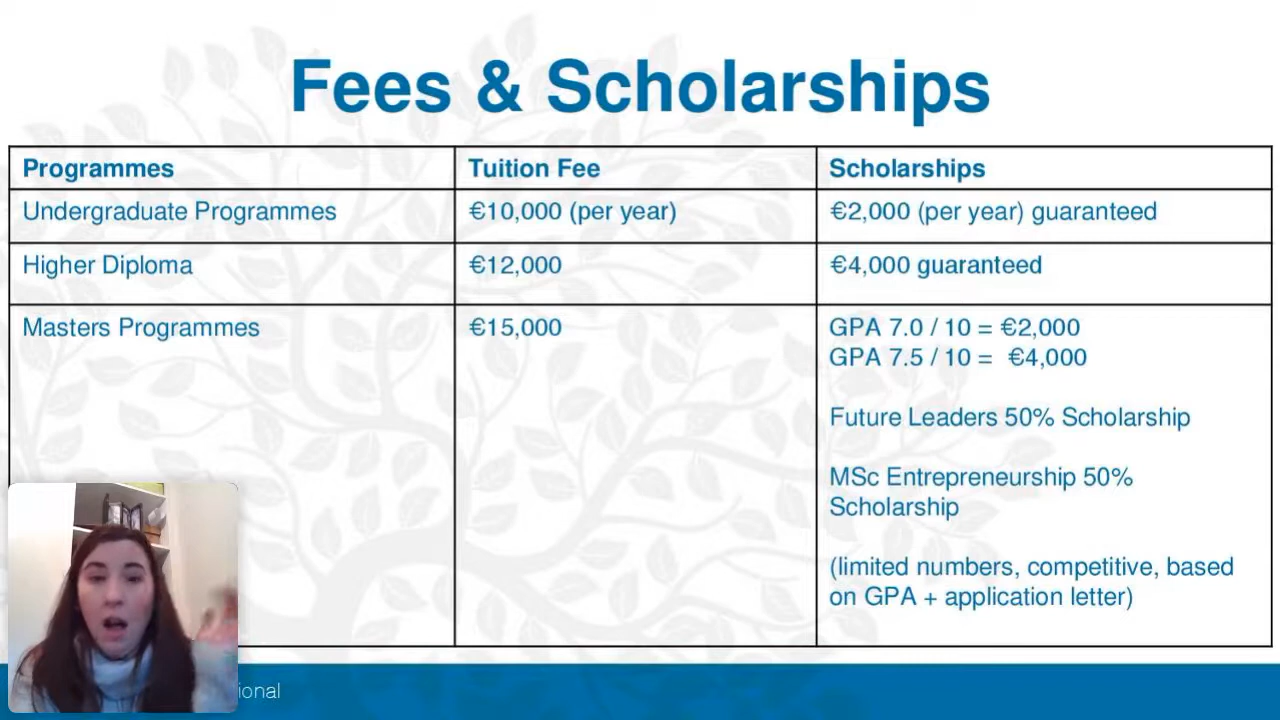 Fees & Scholarships
Programmes Tuition Fee Scholarships
Undergraduate Programmes €10,000 (per year) €2,000 (per year) guaranteed
Higher Diploma €12,000 €4,000 guaranteed
Masters Programmes €15,000 GPA 7.0 / 10 = €2,000
GPA 7.5 / 10 = €4,000
Future Leaders 50% Scholarship
MSc Entrepreneurship 50%
Scholarship
(limited numbers, competitive, based
on GPA + application letter)
ional